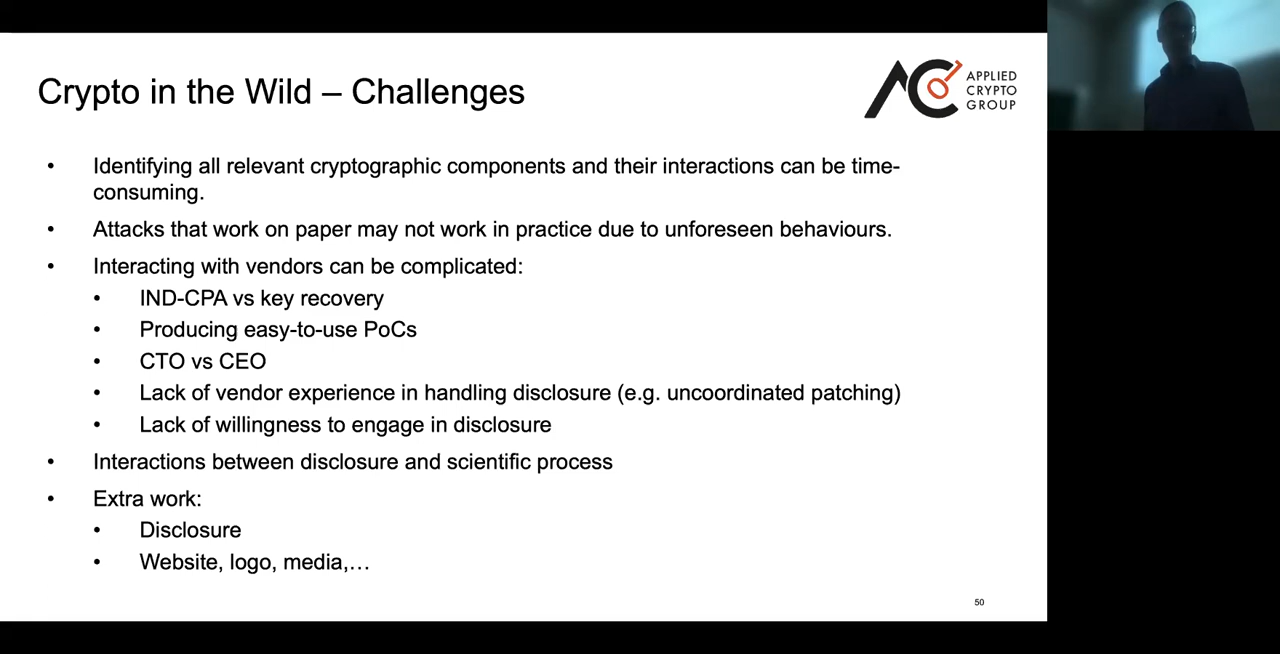 Crypto in the Wild – Challenges
APPLIED
CRYPTO
GROUP
• Identifying all relevant cryptographic components and their interactions can be time-
consuming.
• Attacks that work on paper may not work in practice due to unforeseen behaviours.
• Interacting with vendors can be complicated:
• IND-CPA vs key recovery
• Producing easy-to-use PoCs
• CTO vs CEO
• Lack of vendor experience in handling disclosure (e.g. uncoordinated patching)
• Lack of willingness to engage in disclosure
• Interactions between disclosure and scientific process
• Extra work:
• Disclosure
• Website, logo, media,…
50